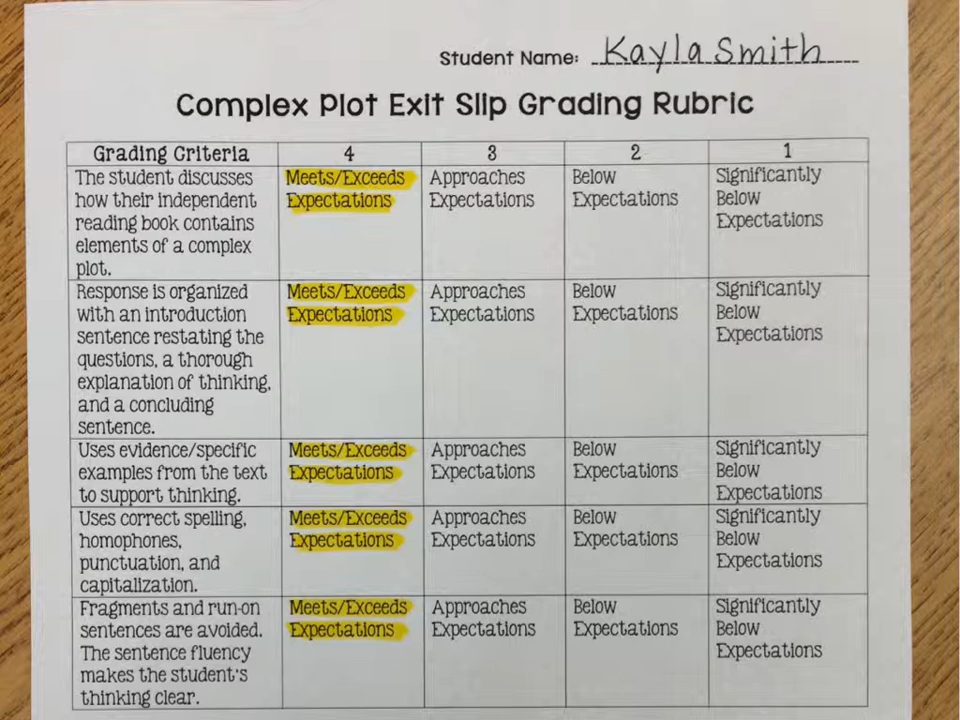 Student Name: Kayla Smith
Complex Plot Exit Slip Grading Rubric
Grading Criteria 4 3 2 1
The student discusses Meets/Exceeds Approaches Below Significantly
how their independent Expectations Expectations Expectations Below
reading book contains Expectations
elements of a complex
plot.
Response is organized Meets/Exceeds Approaches Below Significantly
with an introduction Expectations Expectations Expectations Below
sentence restating the Expectations
questions, a thorough
explanation of thinking,
and a concluding
sentence.
Uses evidence/specific Meets/Exceeds Approaches Below Significantly
examples from the text Expectations Expectations Expectations Below
to support thinking. Expectations
Uses correct spelling, Meets/Exceeds Approaches Below Significantly
homophones, Expectations Expectations Expectations Below
punctuation, and Expectations
capitalization.
Fragments and run-on Meets/Exceeds Approaches Below Significantly
sentences are avoided. Expectations Expectations Expectations Below
The sentence fluency Expectations
makes the student's
thinking clear.